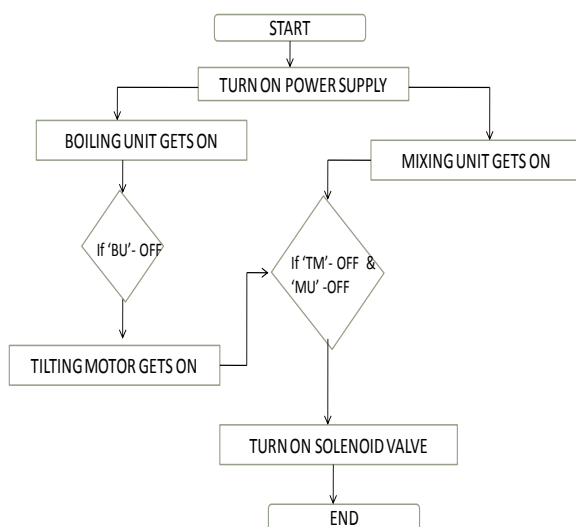 START
TURN ON POWER SUPPLY
BOILING UNIT GETS ON
MIXING UNIT GETS ON
If ‘BU’- OFF
If ‘TM’- OFF &
‘MU’ -OFF
TILTING MOTOR GETS ON
TURN ON SOLENOID VALVE
END